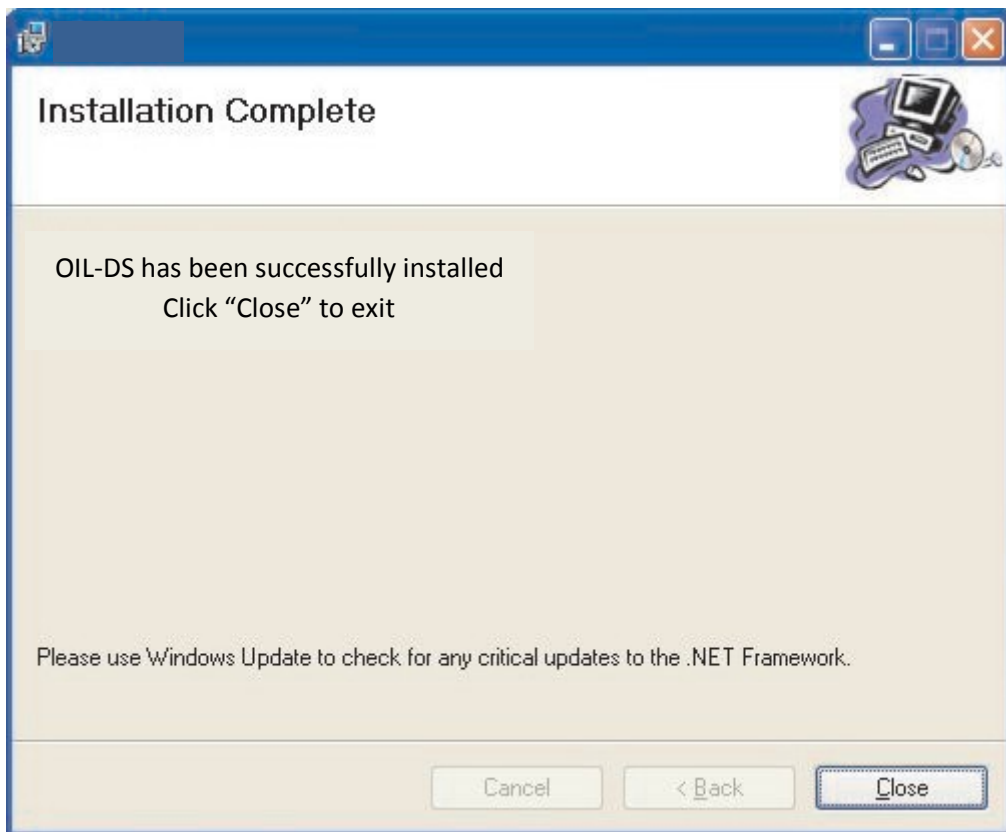 Installation Complete
OIL-DS has been successfully installed
Click “Close” to exit
Please use Windows Update to check for any critical updates to the .NET Framework.
Cancel
< Back
Close